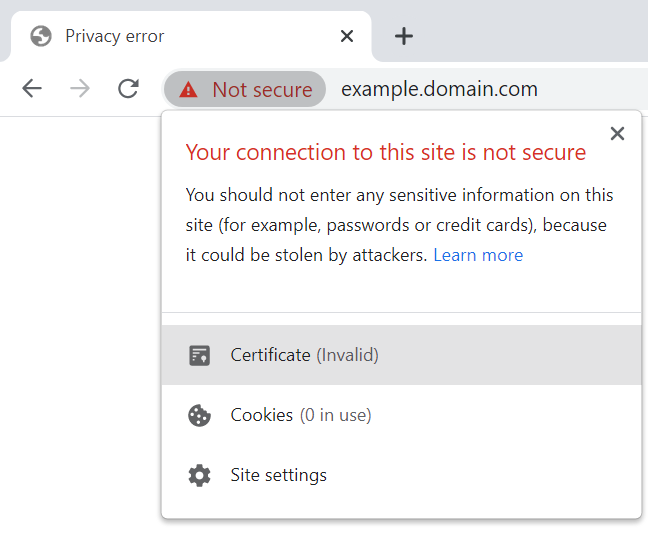 Privacy error
Not secure example.domain.com
Your connection to this site is not secure
You should not enter any sensitive information on this
site (for example, passwords or credit cards), because
it could be stolen by attackers. Learn more
Certificate (Invalid)
Cookies (0 in use)
Site settings